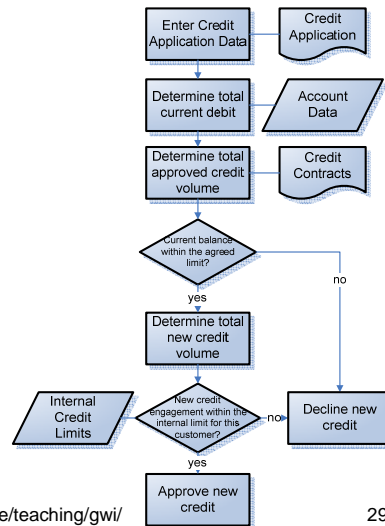 Enter Credit
Application Data
Credit
Application
Determine total
current debit
Account
Data
Determine total
approved credit
volume
Credit
Contracts
Current balance
within the agreed
limit?
no
yes
Determine total
new credit
volume
Internal
Credit
Limits
New credit
engagement within the
internal limit for this
customer?
no
Decline new
credit
yes
Approve new
credit
e/teaching/gwi/
29